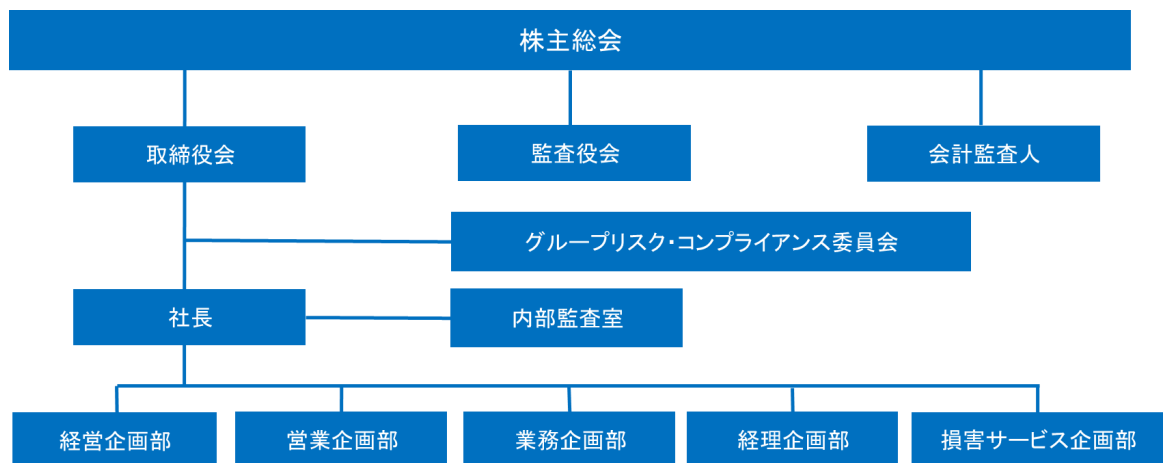 株主総会
取締役会
監査役会
会計監査人
グループリスク・コンプライアンス委員会
社長
内部監査室
経営企画部
営業企画部
業務企画部
経理企画部
損害サービス企画部